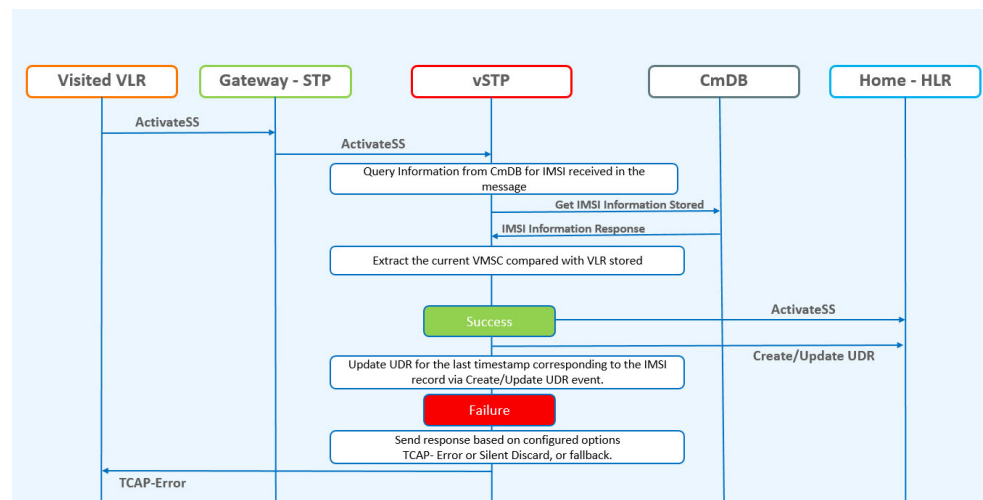 Visited VLR
Gateway - STP
vSTP
CmDB
Home - HLR
ActivateSS
ActivateSS
Query Information from CmDB for IMSI received in the
message
Get IMSI Information Stored
IMSI Information Response
Extract the current VMSC compared with VLR stored
Success
ActivateSS
Create/Update UDR
Update UDR for the last timestamp corresponding to the IMSI
record via Create/Update UDR event.
Failure
Send response based on configured options
TCAP- Error or Silent Discard, or fallback.
TCAP-Error